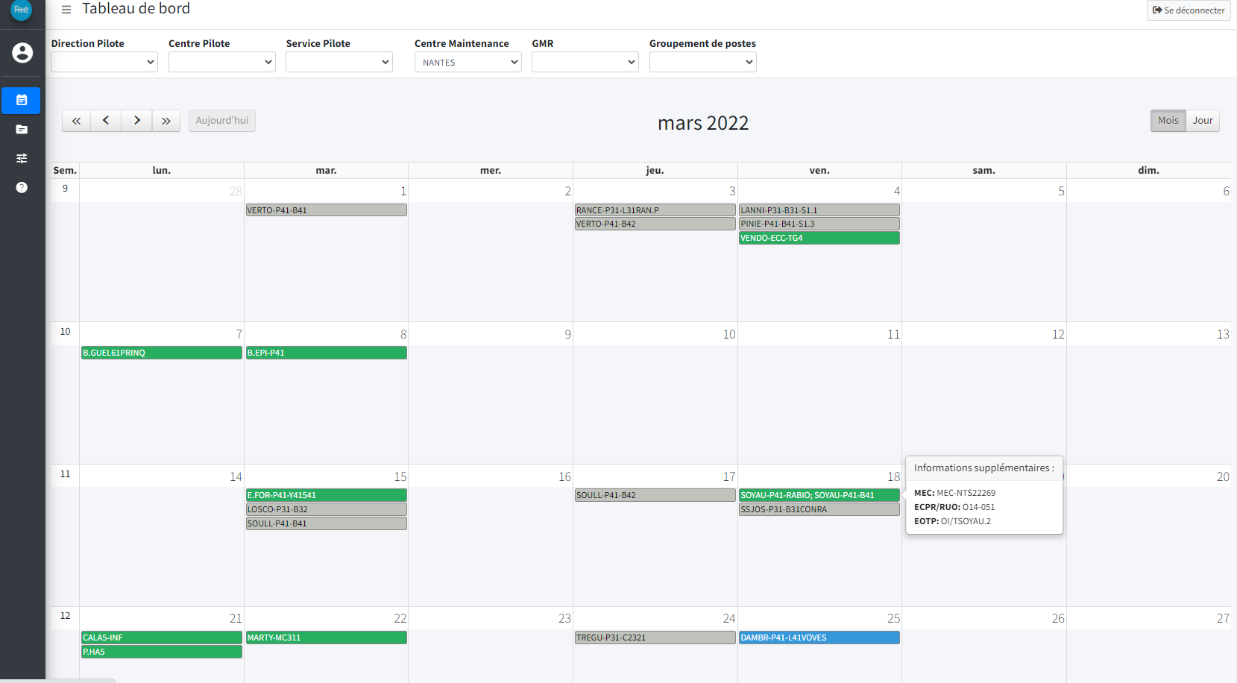 Rte
Tableau de bord
Se déconnecter
Direction Pilote Centre Pilote Service Pilote Centre Maintenance GMR Groupement de postes
NANTES
Aujourd'hui
mars 2022
Mois Jour
Sem. lun. mar. mer. jeu. ven. sam. dim.
9 28 1 2 3 4 5 6
VERTO-P41-B41 RANCE-P31-L31RAN.P LANNI-P31-B31-S1.1
VERTO-P41-B42 PINIE-P41-B41-S1.3
VENDO-ECC-TG4
10 7 8 9 10 11 12 13
B.GUEL61PRINQ B.EPI-P41
11 14 15 16 17 18 20
Informations supplémentaires :
E.FOR-P41-Y41541 SOULL-P41-B42 SOYAU-P41-RABIO; SOYAU-P41-B41
MEC: MEC-NTS22269
LOSCO-P31-B32 S5JOS-P31-B31CONRA
ECPR/RUO: O14-051
SOULL-P41-B41
EOTP: OI/TSOYAU.2
12 21 22 23 24 25 26 27
CALA5-INF MARTY-MC311 TREGU-P31-C2321 DAMBR-P41-L41VOVES
P.HAS